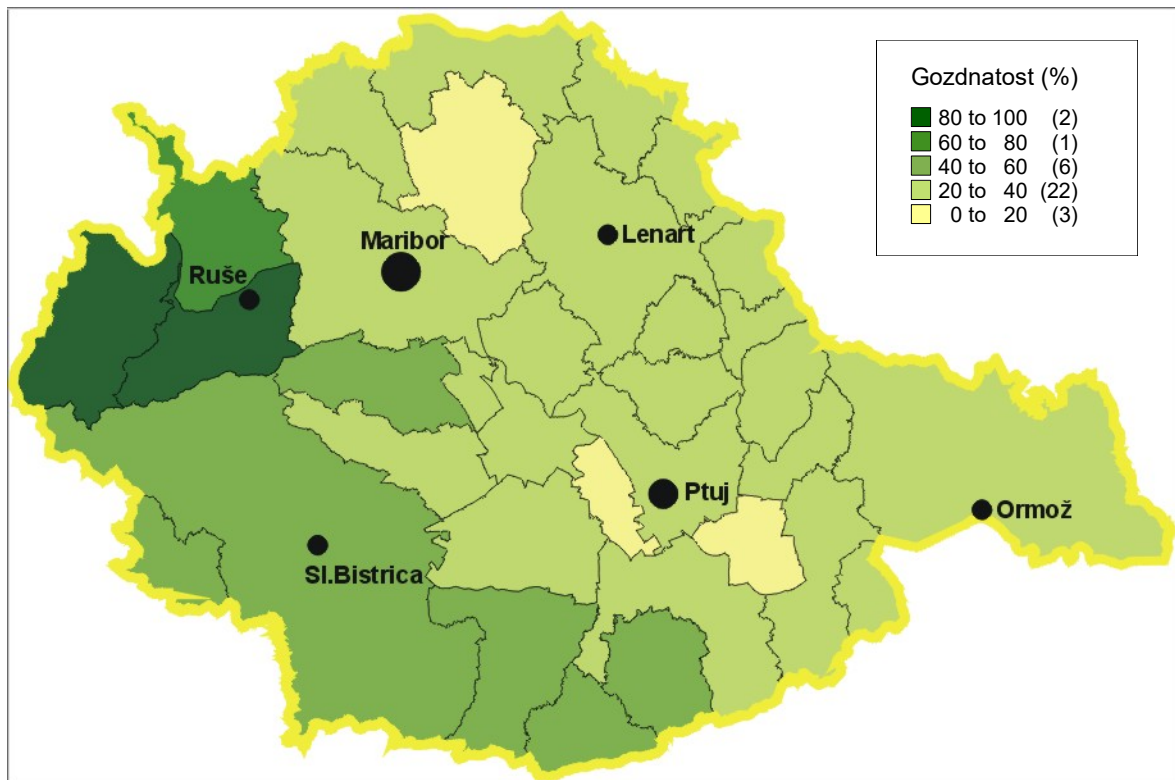 Gozdnatost (%)
80 to 100 (2)
60 to 80 (1)
40 to 60 (6)
20 to 40 (22)
0 to 20 (3)
Lenart
Maribor
Ruše
Ptuj
Ormož
Sl.Bistrica